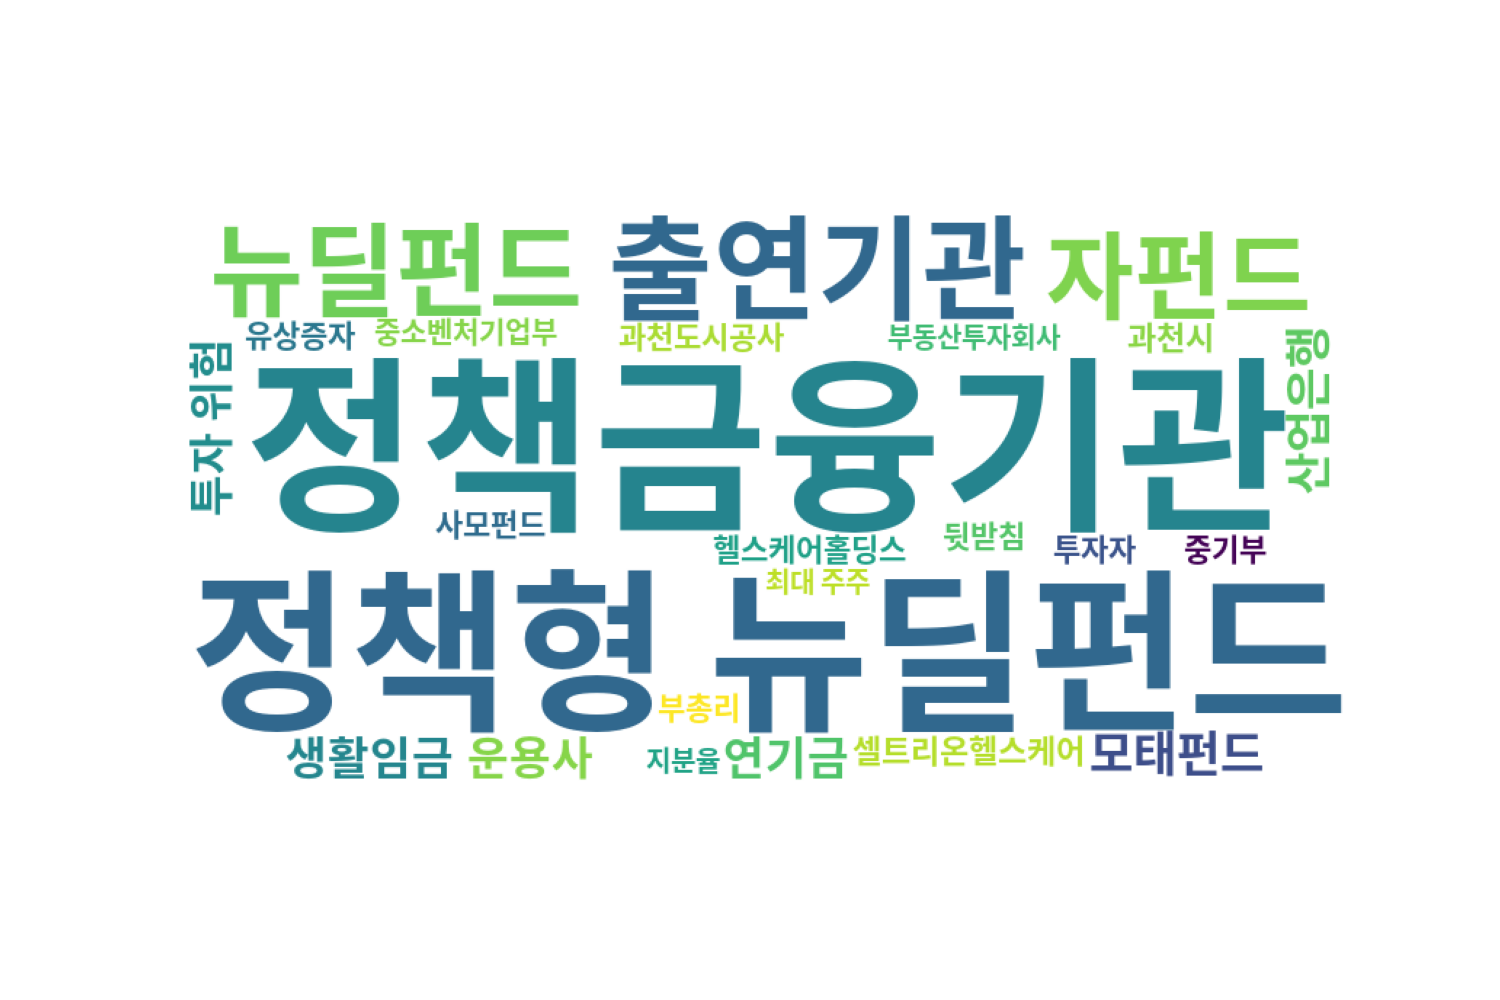 뉴딜펀드 출연기관 자펀드
유상증자 중소벤처기업부 과천도시공사 부동산투자회사 과천시
투자 위험
정책금융기관
산업은행
사모펀드 헬스케어홀딩스 뒷받침 투자자 중기부
최대 주주
정책형 뉴딜펀드
부총리
생활임금 운용사 지분율 연기금 셀트리온헬스케어 모태펀드